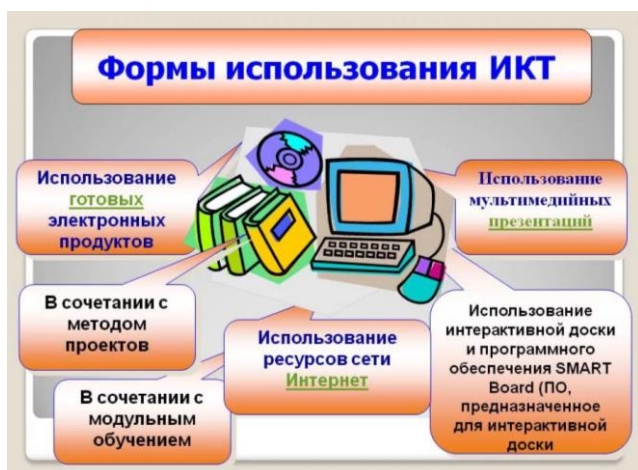 Формы использования ИКТ
Использование
готовых
электронных
продуктов
Использование
мультимедийных
презентаций
В сочетании с
методом
проектов
Использование
ресурсов сети
Интернет
В сочетании с
модульным
обучением
Использование
интерактивной доски
и программного
обеспечения SMART
Board (ПО,
предназначенное
для интерактивной
доски